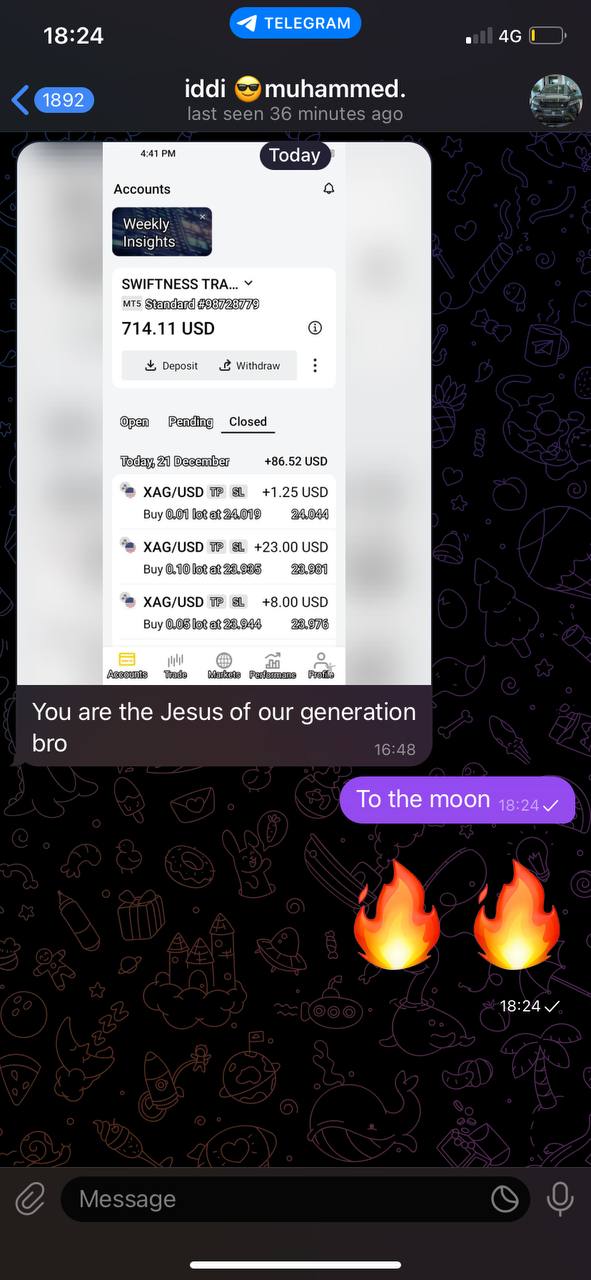 18:24
TELEGRAM
4G
1892
iddi 😎muhammed.
last seen 36 minutes ago
4:41 PM
Today
Accounts
Weekly
Insights
SWIFTNESS TRA...
MT5 Standard #98728779
714.11 USD
Deposit
Withdraw
Open Pending Closed
Today, 21 December +86.52 USD
XAG/USD TP SL +1.25 USD
Buy 0.01 lot at 24.019 24.044
XAG/USD TP SL +23.00 USD
Buy 0.10 lot at 23.935 23.981
XAG/USD TP SL +8.00 USD
Buy 0.05 lot at 23.944 23.976
Accounts Trade Markets Performanc Profile
You are the Jesus of our generation
bro
16:48
To the moon 18:24
🔥 🔥
18:24
Message